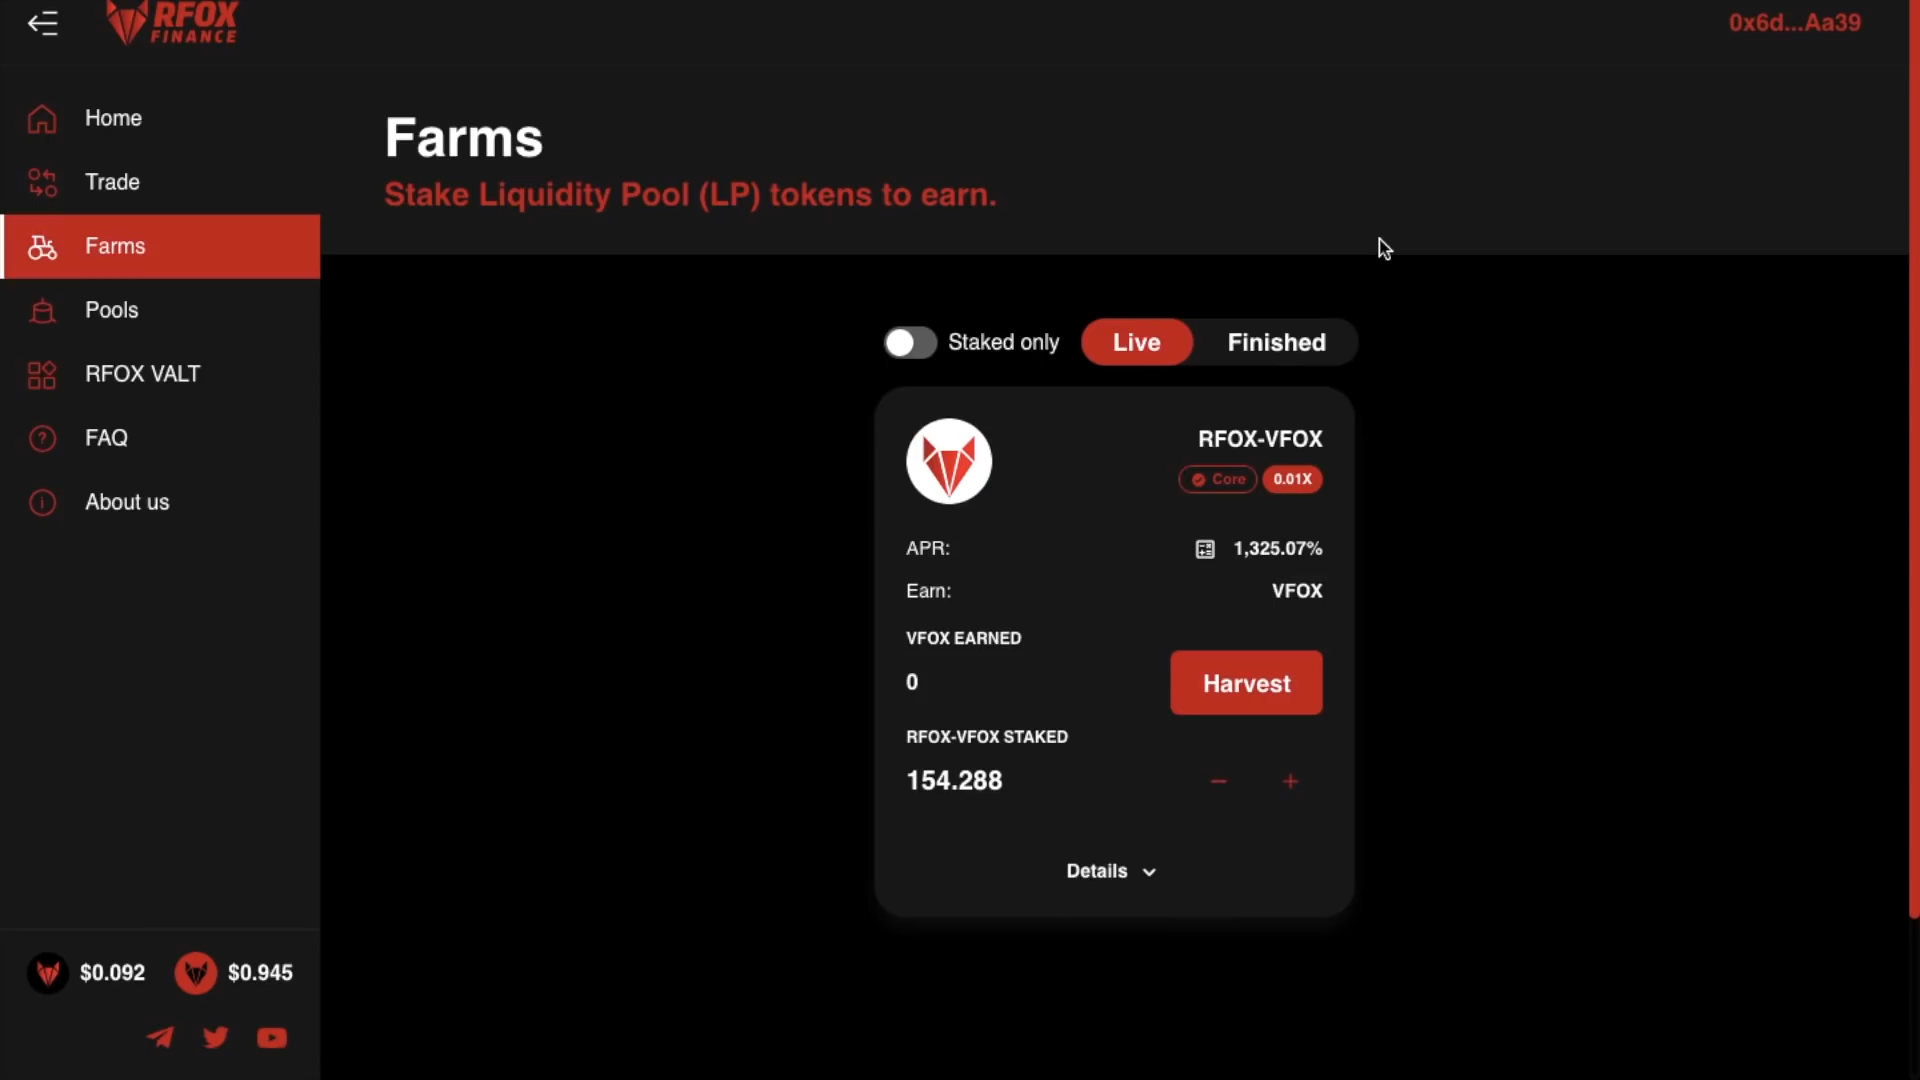 RFOX
FINANCE
0x6d...Aa39
Home
Trade
Farms
Pools
RFOX VALT
FAQ
About us
$0.092
$0.945
Farms
Stake Liquidity Pool (LP) tokens to earn.
Staked only
Live
Finished
RFOX-VFOX
Core
0.01X
APR:
1,325.07%
Earn:
VFOX
VFOX EARNED
0
Harvest
RFOX-VFOX STAKED
154.288
Details